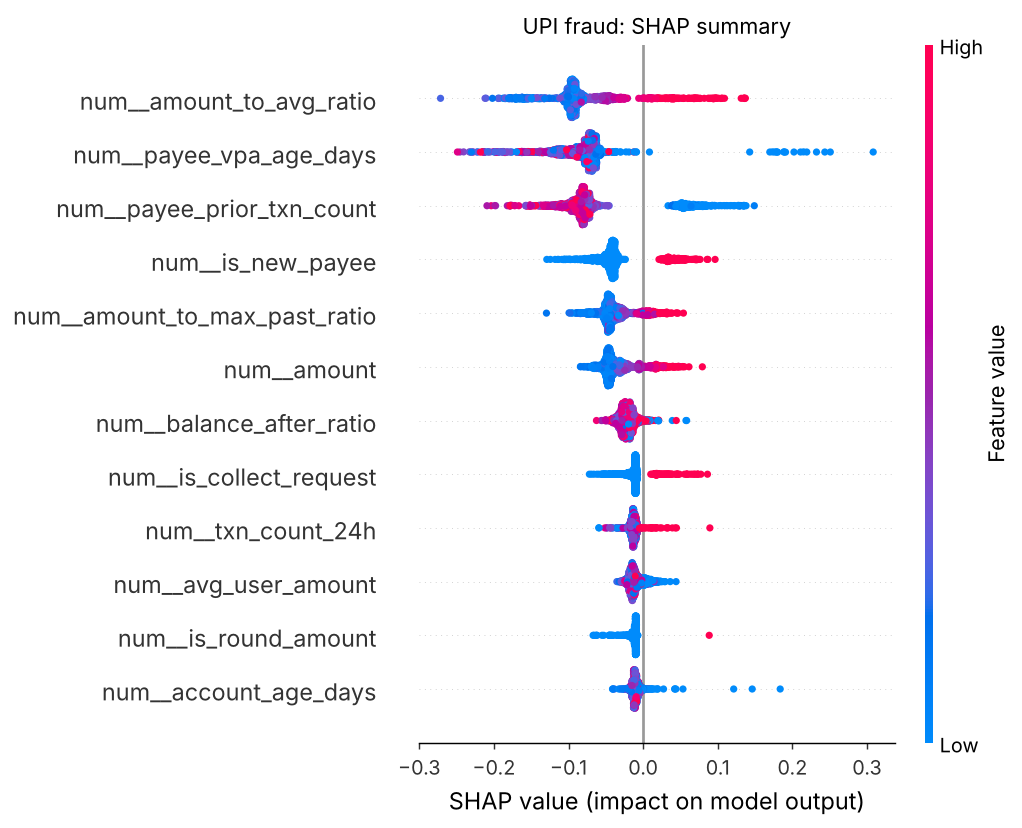 UPI fraud: SHAP summary
High
num__amount_to_avg_ratio
num__payee_vpa_age_days
num__payee_prior_txn_count
num__is_new_payee
num__amount_to_max_past_ratio
num__amount
num__balance_after_ratio
num__is_collect_request
num__txn_count_24h
num__avg_user_amount
num__is_round_amount
num__account_age_days
Feature value
Low
−0.3 −0.2 −0.1 0.0 0.1 0.2 0.3
SHAP value (impact on model output)